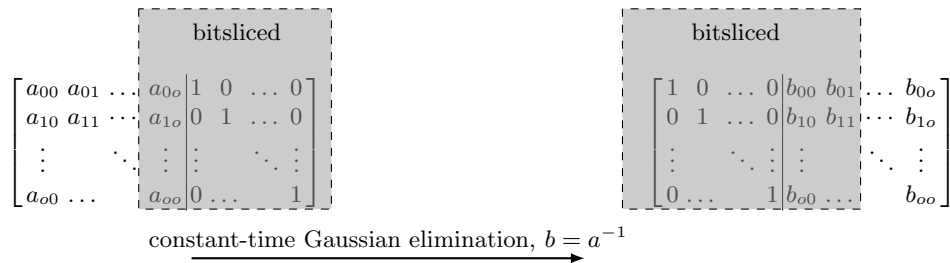 bitsliced bitsliced
a₀₀ a₀₁ … a₀ₒ 1 0 … 0 1 0 … 0 b₀₀ b₀₁ … b₀ₒ
a₁₀ a₁₁ ⋯ a₁ₒ 0 1 … 0 0 1 … 0 b₁₀ b₁₁ ⋯ b₁ₒ
⋮ ⋱ ⋮ ⋮ ⋱ ⋮ ⋮ ⋱ ⋮ ⋮ ⋱ ⋮
aₒ₀ … aₒₒ 0 … 1 0 … 1 bₒ₀ … bₒₒ
constant-time Gaussian elimination, b = a⁻¹